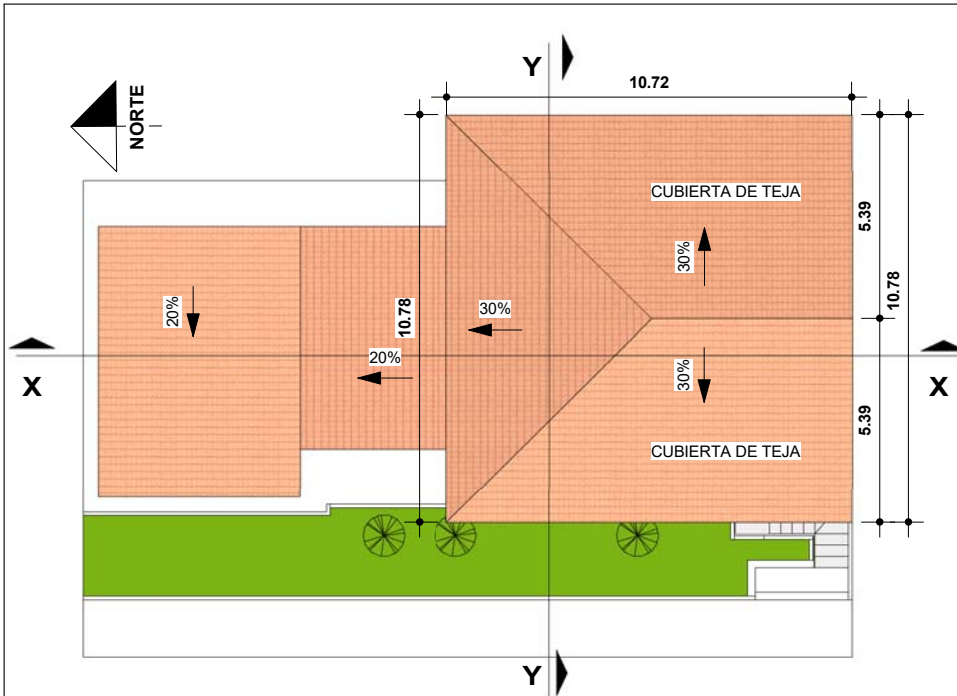 Y
10.72
NORTE
CUBIERTA DE TEJA
5.39
30%
20%
10.78
30%
10.78
20%
30%
X
X
5.39
CUBIERTA DE TEJA
Y